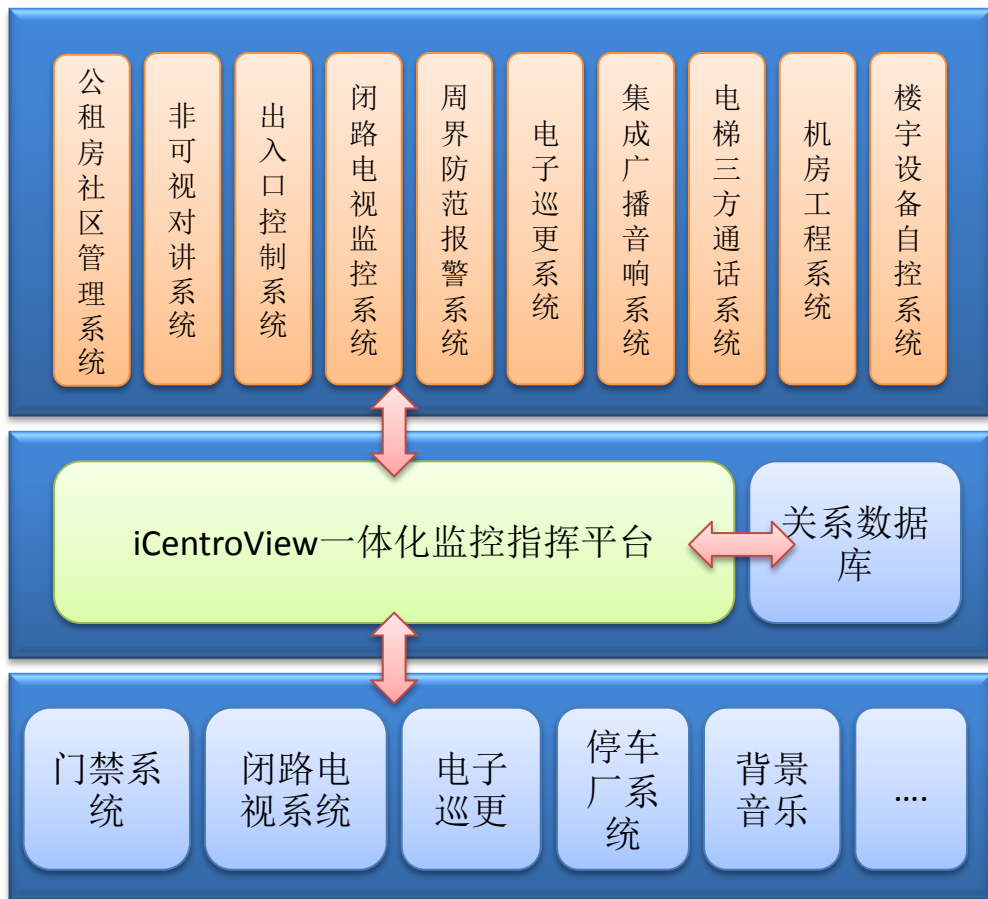 公租房社区管理系统
非可视对讲系统
出入口控制系统
闭路电视监控系统
周界防范报警系统
电子巡更系统
集成广播音响系统
电梯三方通话系统
机房工程系统
楼宇设备自控系统
iCentroView一体化监控指挥平台
关系数据
库
门禁系
统
闭路电
视系统
电子
巡更
停车
厂系
统
背景
音乐
....